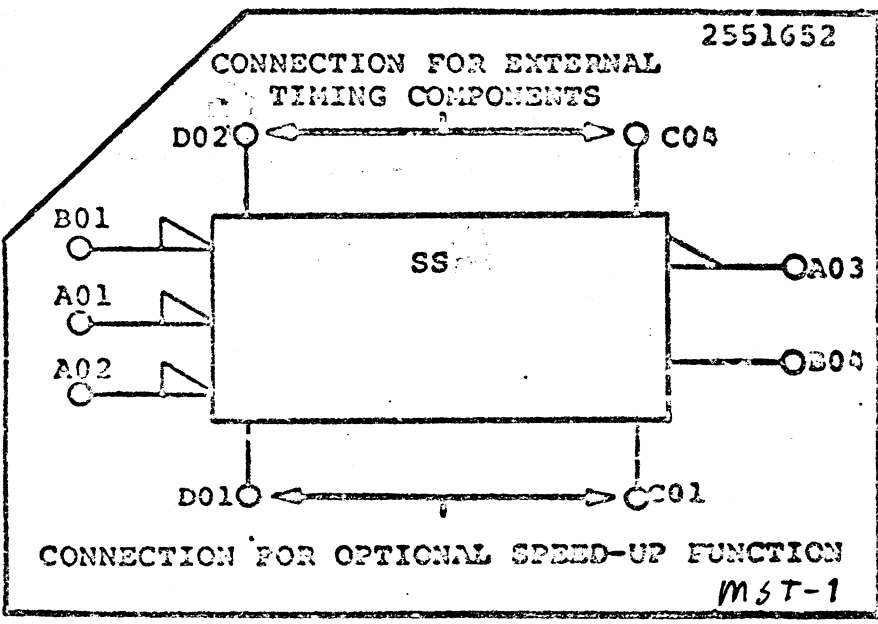 2551652
CONNECTION FOR EXTERNAL
TIMING COMPONENTS
D02 C04
B01
SS
A03
A01
A02
B04
D01 C01
CONNECTION FOR OPTIONAL SPEED-UP FUNCTION
MST-1